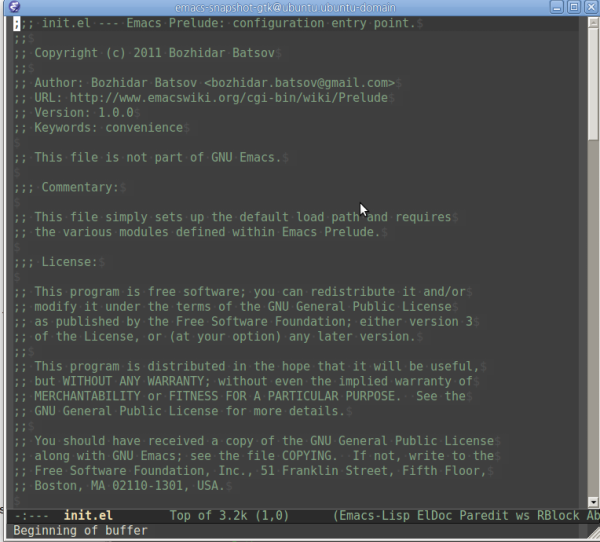 emacs-snapshot-gtk@ubuntu.ubuntu-domain
;;; init.el --- Emacs Prelude: configuration entry point.$
;;$
;; Copyright (c) 2011 Bozhidar Batsov$
;;$
;; Author: Bozhidar Batsov <bozhidar.batsov@gmail.com>$
;; URL: http://www.emacswiki.org/cgi-bin/wiki/Prelude$
;; Version: 1.0.0$
;; Keywords: convenience$
$
;; This file is not part of GNU Emacs.$
$
;;; Commentary:$
$
;; This file simply sets up the default load path and requires$
;; the various modules defined within Emacs Prelude.$
$
;;; License:$
$
;; This program is free software; you can redistribute it and/or$
;; modify it under the terms of the GNU General Public License$
;; as published by the Free Software Foundation; either version 3$
;; of the License, or (at your option) any later version.$
;;$
;; This program is distributed in the hope that it will be useful,$
;; but WITHOUT ANY WARRANTY; without even the implied warranty of$
;; MERCHANTABILITY or FITNESS FOR A PARTICULAR PURPOSE.  See the$
;; GNU General Public License for more details.$
;;$
;; You should have received a copy of the GNU General Public License$
;; along with GNU Emacs; see the file COPYING.  If not, write to the$
;; Free Software Foundation, Inc., 51 Franklin Street, Fifth Floor,$
;; Boston, MA 02110-1301, USA.$
$
-:---  init.el       Top of 3.2k (1,0)     (Emacs-Lisp ElDoc Paredit ws RBlock Ab
Beginning of buffer